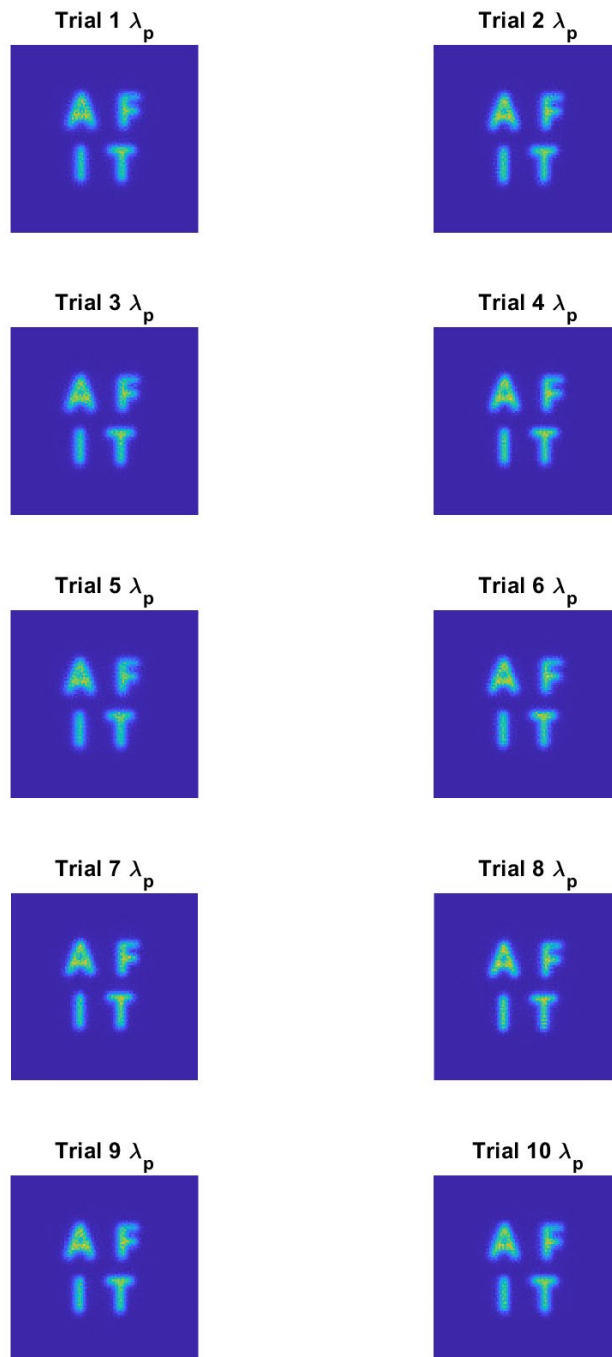 Trial 1 λp
Trial 2 λp
A F
A F
I T
I T
Trial 3 λp
Trial 4 λp
A F
A F
I T
I T
Trial 5 λp
Trial 6 λp
A F
A F
I T
I T
Trial 7 λp
Trial 8 λp
A F
A F
I T
I T
Trial 9 λp
Trial 10 λp
A F
A F
I T
I T